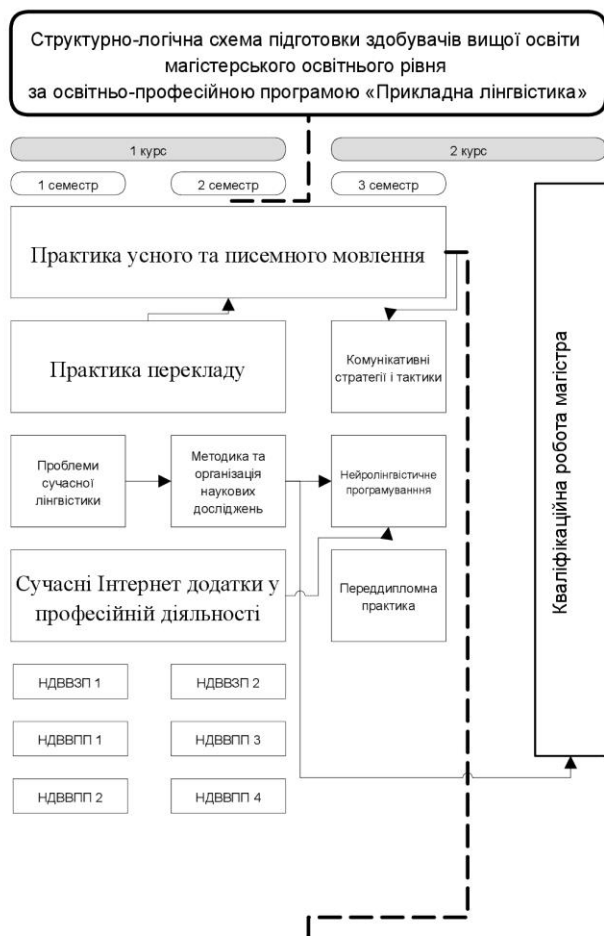 Структурно-логічна схема підготовки здобувачів вищої освіти
магістерського освітнього рівня
за освітньо-професійною програмою «Прикладна лінгвістика»
1 курс
2 курс
1 семестр
2 семестр
3 семестр
Практика усного та писемного мовлення
Практика перекладу
Комунікативні
стратегії і тактики
Проблеми
сучасної
лінгвістики
Методика та
організація
наукових
досліджень
Нейролінгвістичне
програмуванння
Сучасні Інтернет додатки у
професійній діяльності
Переддипломна
практика
НДВВЗП 1
НДВВЗП 2
НДВВПП 1
НДВВПП 3
НДВВПП 2
НДВВПП 4
Кваліфікаційна робота магістра